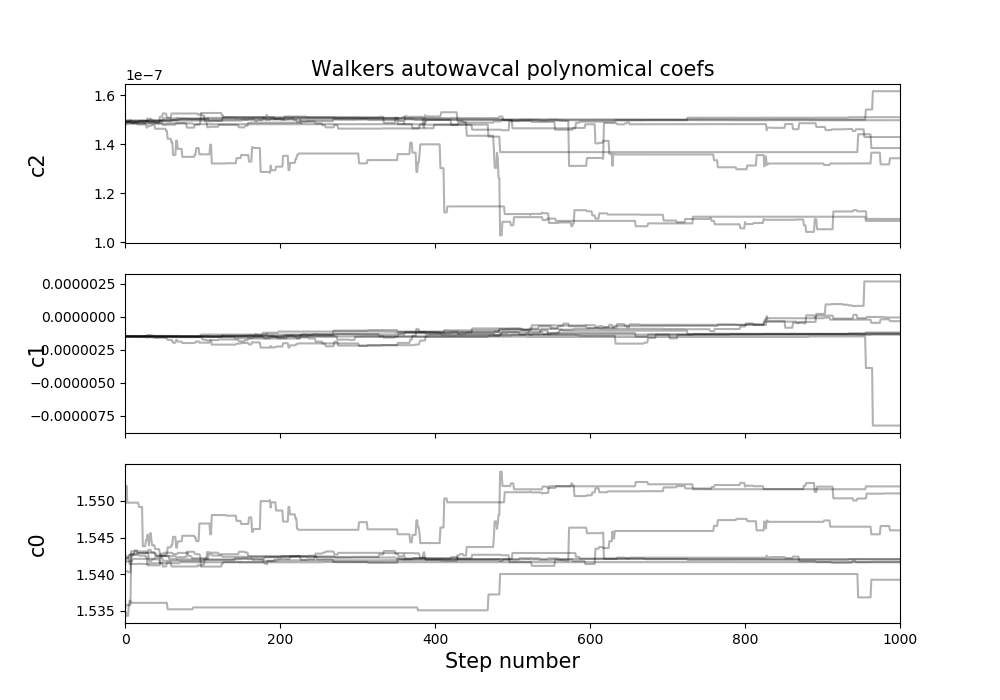 Walkers autowavcal polynomical coefs
1e−7
1.6
1.4
1.2
1.0
c2
0.0000025
0.0000000
−0.0000025
−0.0000050
−0.0000075
c1
1.550
1.545
1.540
1.535
c0
0 200 400 600 800 1000
Step number